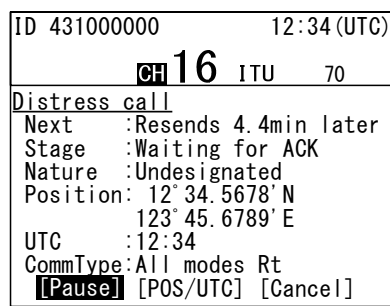 ID 431000000 12:34(UTC)
CH 16 ITU 70
Distress call
Next :Resends 4.4min later
Stage :Waiting for ACK
Nature :Undesignated
Position: 12°34.5678'N
123°45.6789'E
UTC :12:34
CommType:All modes Rt
[Pause] [POS/UTC] [Cancel]